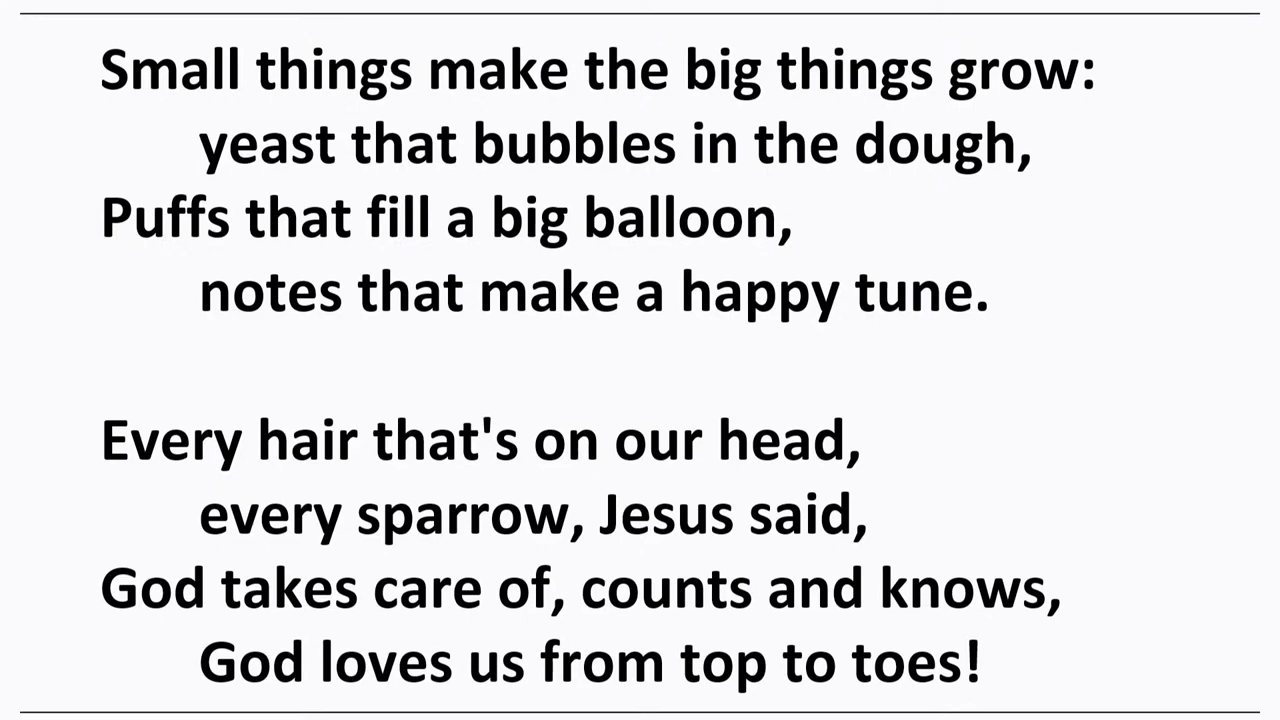 Small things make the big things grow:
yeast that bubbles in the dough,
Puffs that fill a big balloon,
notes that make a happy tune.
Every hair that's on our head,
every sparrow, Jesus said,
God takes care of, counts and knows,
God loves us from top to toes!